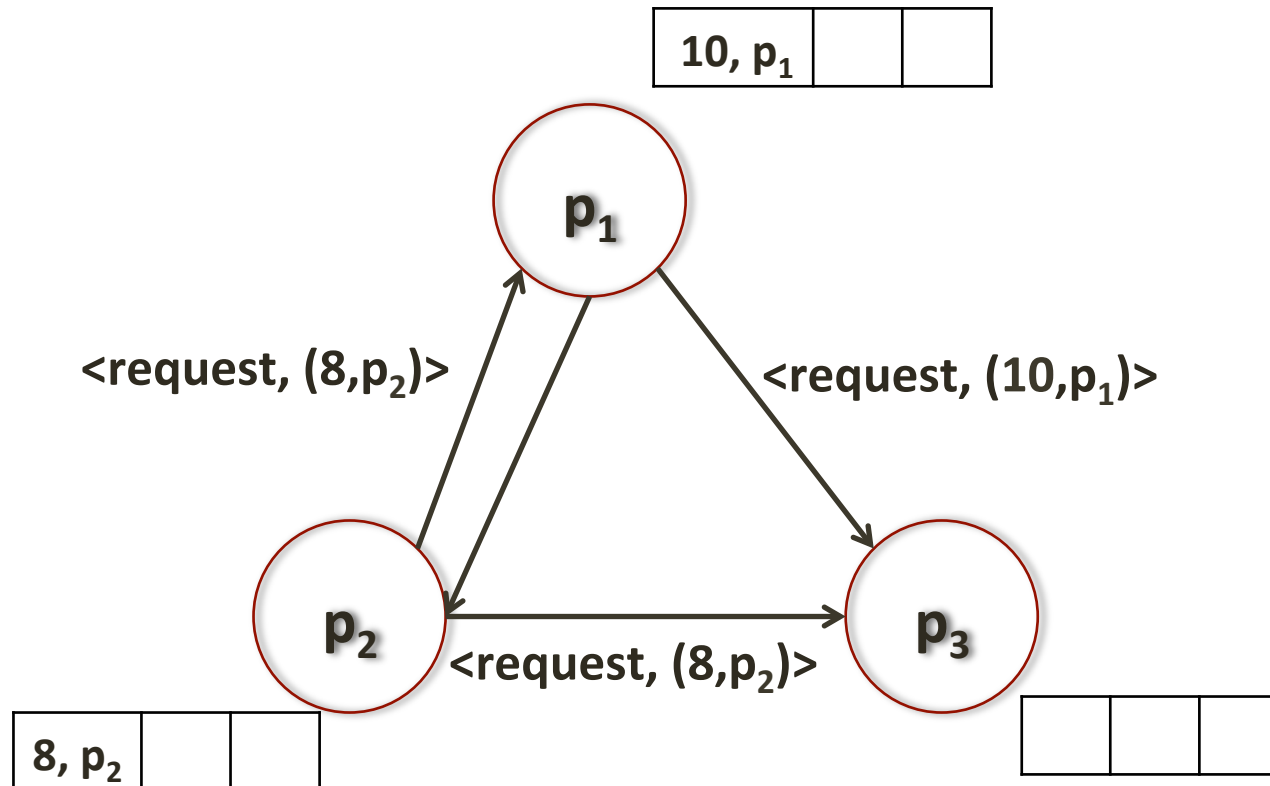 10, p₁
p₁
<request, (8,p₂)>
<request, (10,p₁)>
p₂
p₃
<request, (8,p₂)>
8, p₂